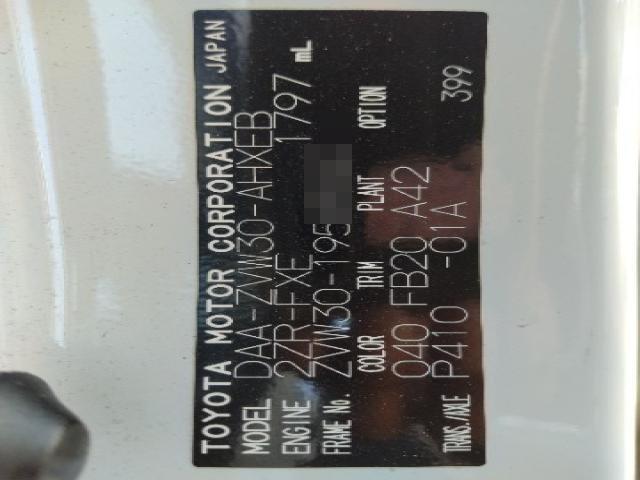 TOYOTA MOTOR CORPORATION JAPAN
MODEL DAA-ZVW30-AHXEB
ENGINE 2ZR-FXE 1797 mL
FRAME No. ZVW30-195
COLOR TRIM PLANT OPTION
040 FB20 A42
TRANS./AXLE P410 -01A 399